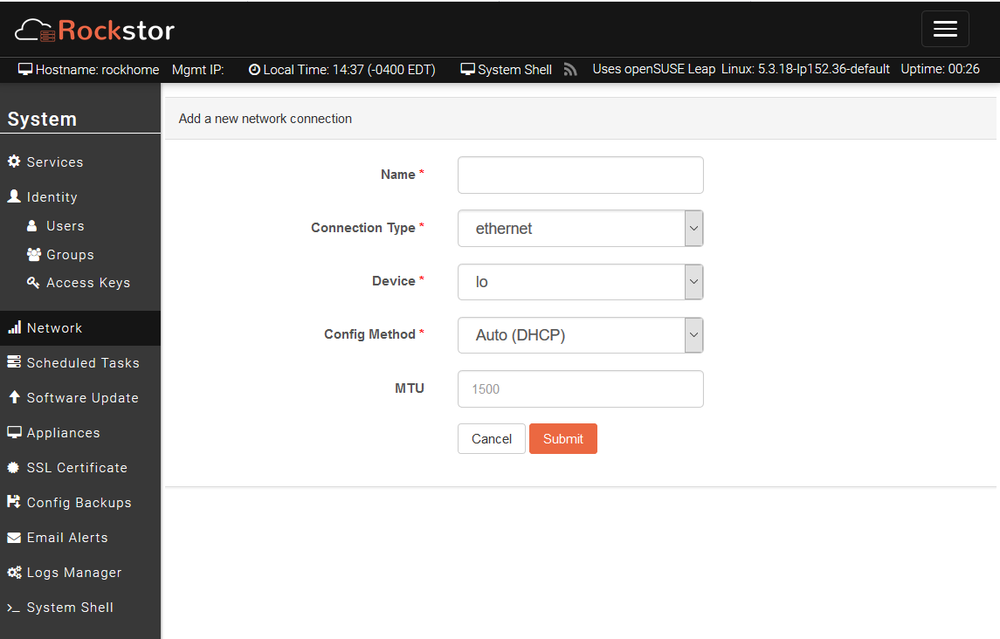 Rockstor
Hostname: rockhome Mgmt IP: Local Time: 14:37 (-0400 EDT) System Shell Uses openSUSE Leap Linux: 5.3.18-lp152.36-default Uptime: 00:26
System
Services
Identity
Users
Groups
Access Keys
Network
Scheduled Tasks
Software Update
Appliances
SSL Certificate
Config Backups
Email Alerts
Logs Manager
System Shell
Add a new network connection
Name *
Connection Type * ethernet
Device * lo
Config Method * Auto (DHCP)
MTU 1500
Cancel Submit